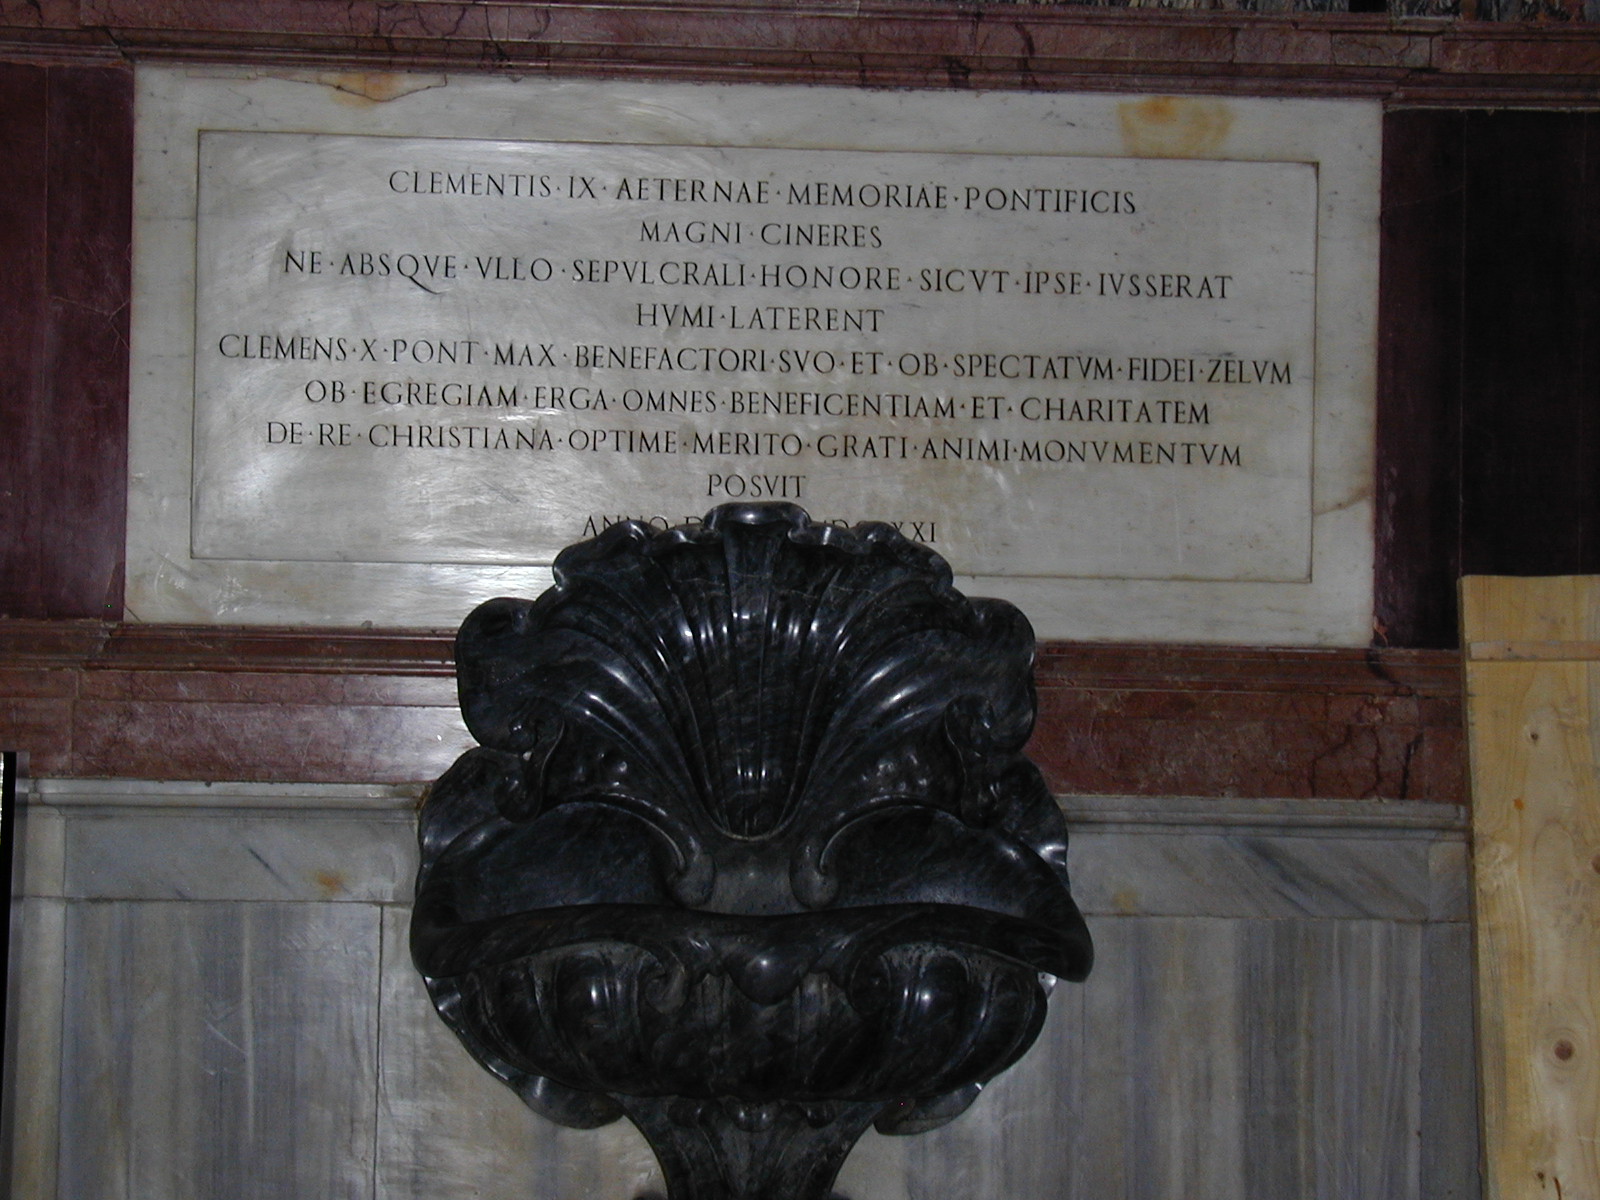 CLEMENTIS·IX·AETERNAE·MEMORIAE·PONTIFICIS
MAGNI·CINERES
NE·ABSQVE·VLLO·SEPVLCRALI·HONORE·SICVT·IPSE·IVSSERAT
HVMI·LATERENT
CLEMENS·X·PONT·MAX·BENEFACTORI·SVO·ET·OB·SPECTATVM·FIDEI·ZELVM
OB·EGREGIAM·ERGA·OMNES·BENEFICENTIAM·ET·CHARITATEM
DE·RE·CHRISTIANA·OPTIME·MERITO·GRATI·ANIMI·MONVMENTVM
POSVIT
ANNO